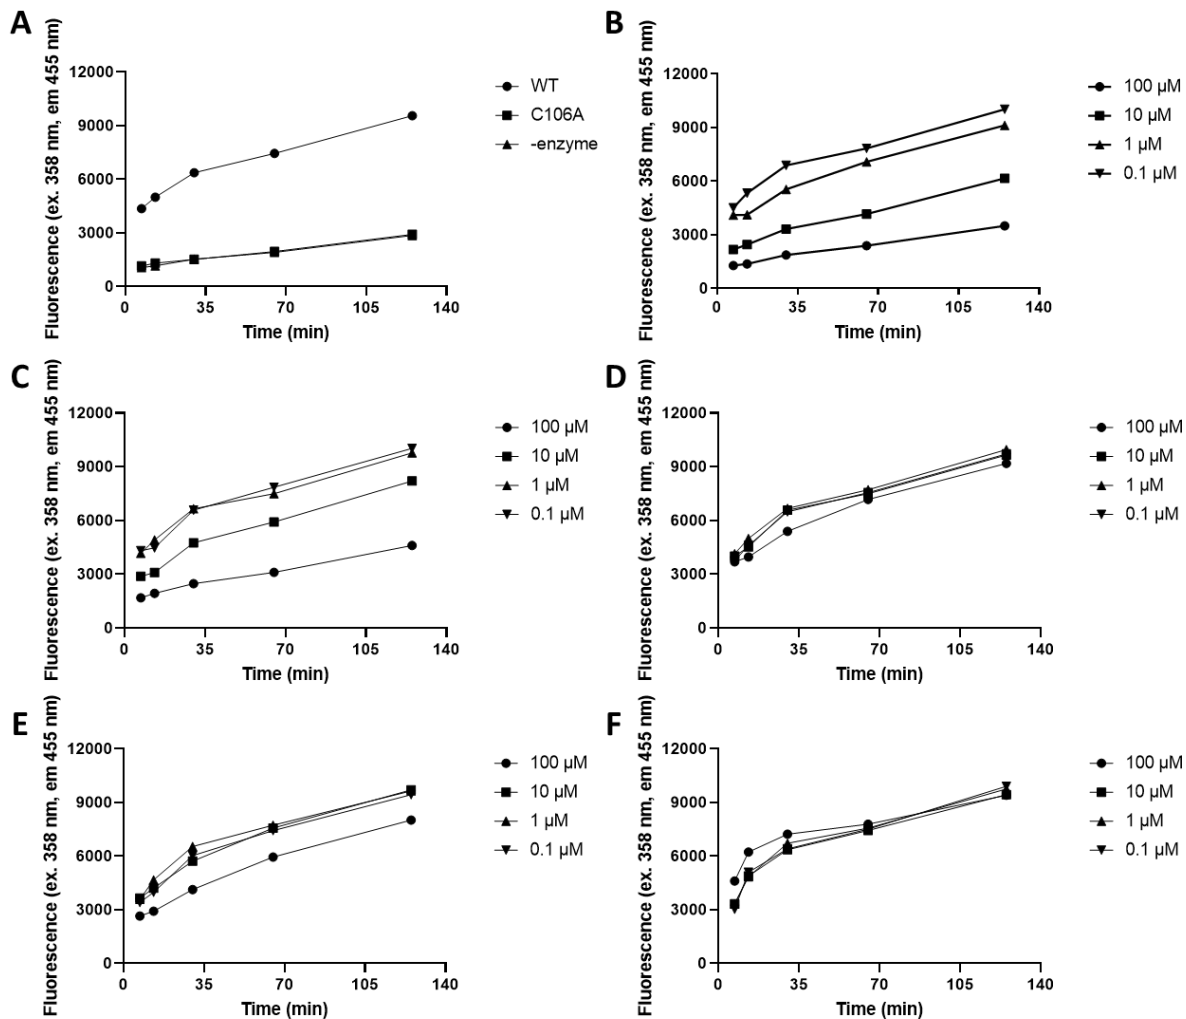 A
Fluorescence (ex. 358 nm, em 455 nm)
12000
9000
6000
3000
0
0 35 70 105 140
Time (min)
WT
C106A
-enzyme
B
Fluorescence (ex. 358 nm, em 455 nm)
12000
9000
6000
3000
0
0 35 70 105 140
Time (min)
100 µM
10 µM
1 µM
0.1 µM
C
Fluorescence (ex. 358 nm, em 455 nm)
12000
9000
6000
3000
0
0 35 70 105 140
Time (min)
100 µM
10 µM
1 µM
0.1 µM
D
Fluorescence (ex. 358 nm, em 455 nm)
12000
9000
6000
3000
0
0 35 70 105 140
Time (min)
100 µM
10 µM
1 µM
0.1 µM
E
Fluorescence (ex. 358 nm, em 455 nm)
12000
9000
6000
3000
0
0 35 70 105 140
Time (min)
100 µM
10 µM
1 µM
0.1 µM
F
Fluorescence (ex. 358 nm, em 455 nm)
12000
9000
6000
3000
0
0 35 70 105 140
Time (min)
100 µM
10 µM
1 µM
0.1 µM